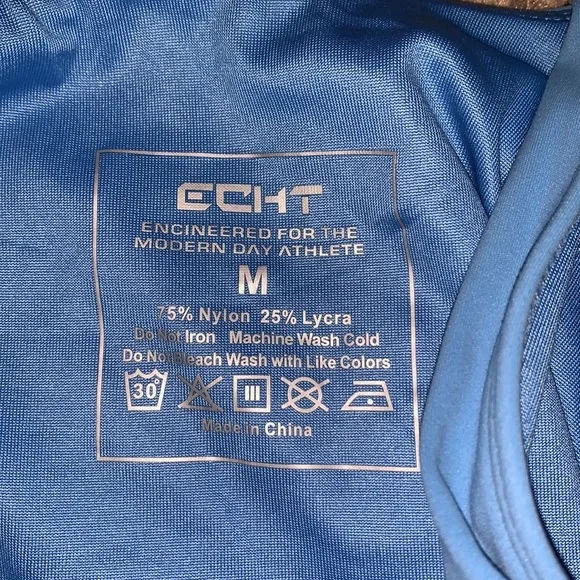 ECHT
ENGINEERED FOR THE
MODERN DAY ATHLETE
M
75% Nylon 25% Lycra
Do Not Iron Machine Wash Cold
Do Not Bleach Wash with Like Colors
30°
Made in China